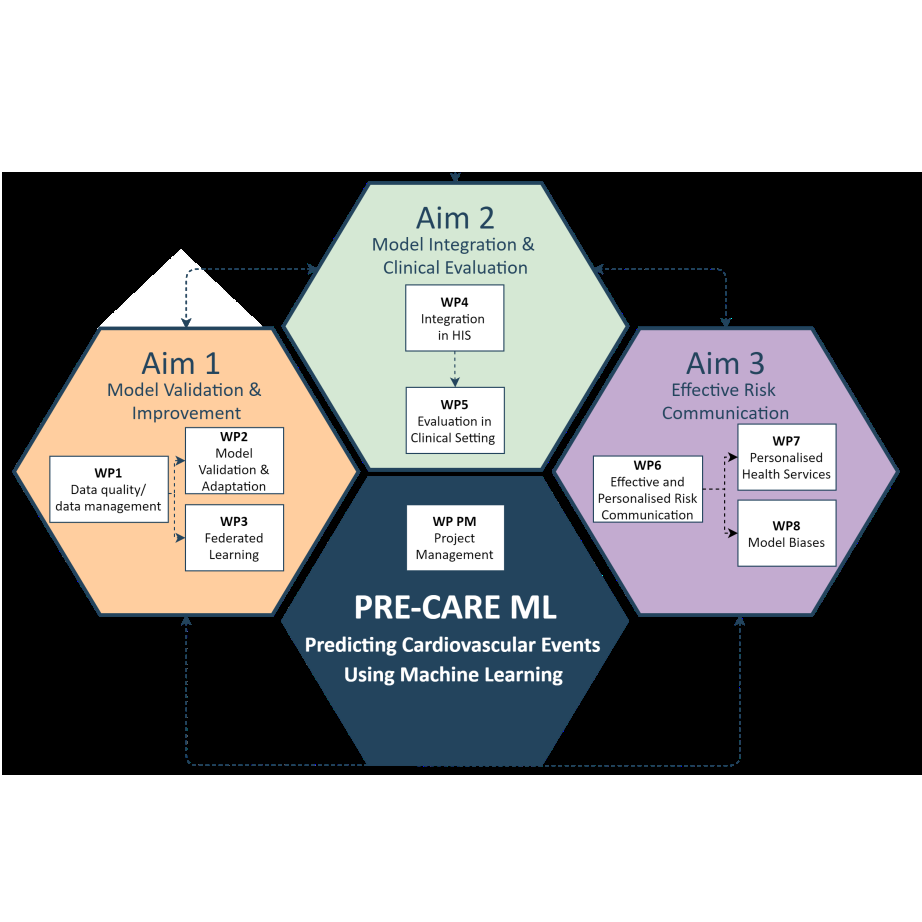 Aim 2
Model Integration &
Clinical Evaluation
WP4
Integration
in HIS
WP5
Evaluation in
Clinical Setting
Aim 1
Model Validation &
Improvement
WP1
Data quality/
data management
WP2
Model
Validation &
Adaptation
WP3
Federated
Learning
Aim 3
Effective Risk
Communication
WP6
Effective and
Personalised Risk
Communication
WP7
Personalised
Health Services
WP8
Model Biases
WP PM
Project
Management
PRE-CARE ML
Predicting Cardiovascular Events
Using Machine Learning